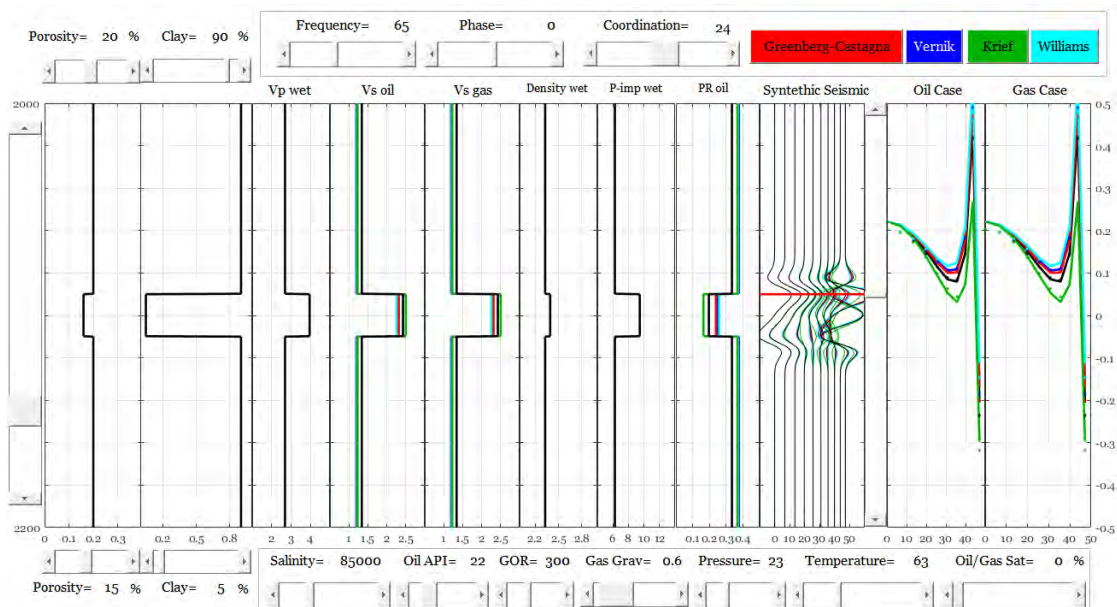 Frequency= 65 Phase= 0 Coordination= 24
Porosity= 20 % Clay= 90 %
Greenberg-Castagna Vernik Krief Williams
Vp wet Vs oil Vs gas Density wet P-imp wet PR oil Syntethic Seismic Oil Case Gas Case
2000 0.5
0.4
0.3
0.2
0.1
0
-0.1
-0.2
-0.3
-0.4
2200 -0.5
0 0.1 0.2 0.3 0.2 0.5 0.8 2 3 4 1 1.5 2 2.5 1 1.5 2 2.5 2.2 2.6 6 8 10 12 0.1 0.2 0.3 0.4 0 10 20 30 40 50 0 10 20 30 40 0 10 20 30 40 50
Salinity= 85000 Oil API= 22 GOR= 300 Gas Grav= 0.6 Pressure= 23 Temperature= 63 Oil/Gas Sat= 0 %
Porosity= 15 % Clay= 5 %